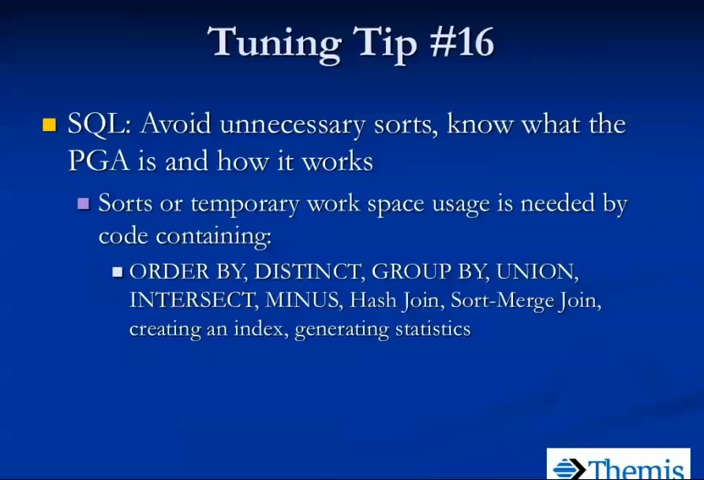 Tuning Tip #16
SQL: Avoid unnecessary sorts, know what the
PGA is and how it works
Sorts or temporary work space usage is needed by
code containing:
ORDER BY, DISTINCT, GROUP BY, UNION,
INTERSECT, MINUS, Hash Join, Sort-Merge Join,
creating an index, generating statistics
Themis